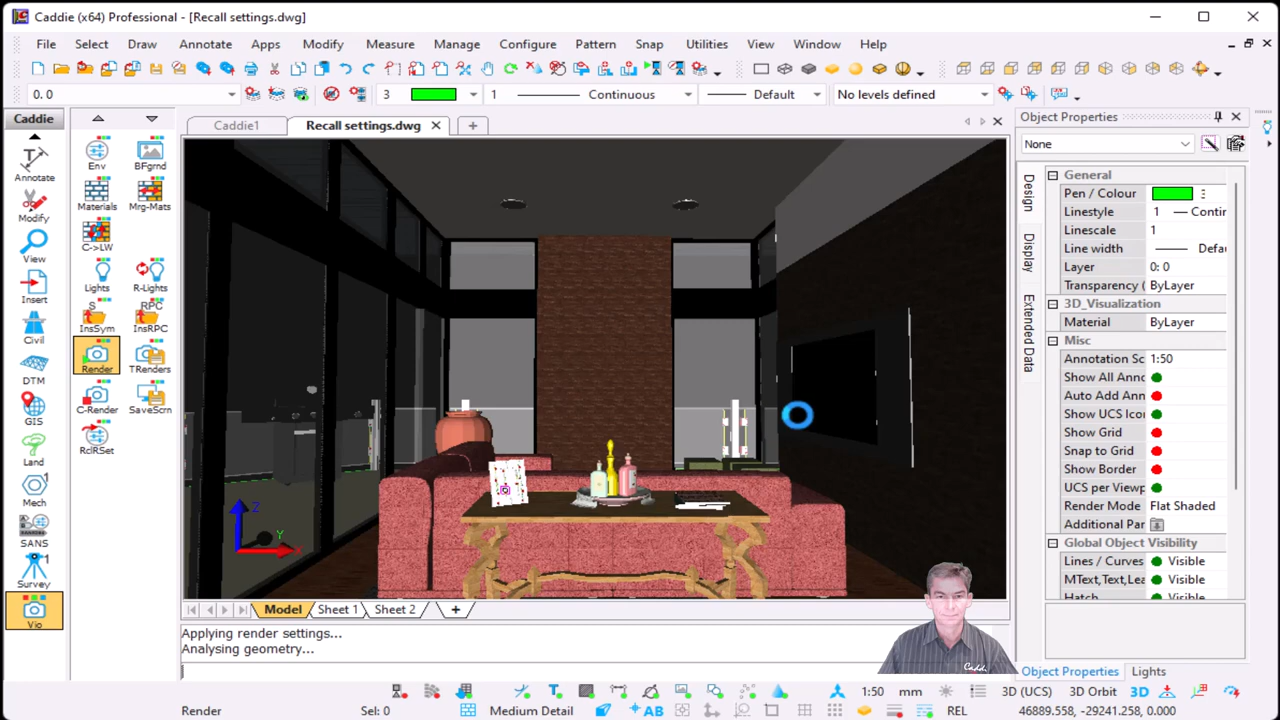 Caddie (x64) Professional - [Recall settings.dwg]
File Select Draw Annotate Apps Modify Measure Manage Configure Pattern Snap Utilities View Window Help
0. 0 3 1 Continuous Default No levels defined
Caddie
Annotate
Modify
View
Insert
Civil
DTM
GIS
Land
Mech
SANS
Survey
Vio
Env BFgrnd
Materials Mrg-Mats
C->LW
Lights R-Lights
S RPC
InsSym InsRPC
Render TRenders
C-Render SaveScrn
RclRSet
Caddie1 Recall settings.dwg
Z
Y
X
Model Sheet 1 Sheet 2
Applying render settings...
Analysing geometry...
Object Properties
None
Design
Display
Extended Data
General
Pen / Colour
Linestyle 1 Contin
Linescale 1
Line width Defau
Layer 0: 0
Transparency ( ByLayer
3D_Visualization
Material ByLayer
Misc
Annotation Sc 1:50
Show All Anno
Auto Add Ann
Show UCS Icon
Show Grid
Snap to Grid
Show Border
UCS per Viewp
Render Mode Flat Shaded
Additional Par
Global Object Visibility
Lines / Curves Visible
MText,Text,Lea Visible
Hatch Visible
Caddie
Object Properties Lights
1:50 mm 3D (UCS) 3D Orbit 3D
Render Sel: 0 Medium Detail AB REL 46889.558, -29241.258, 0.000